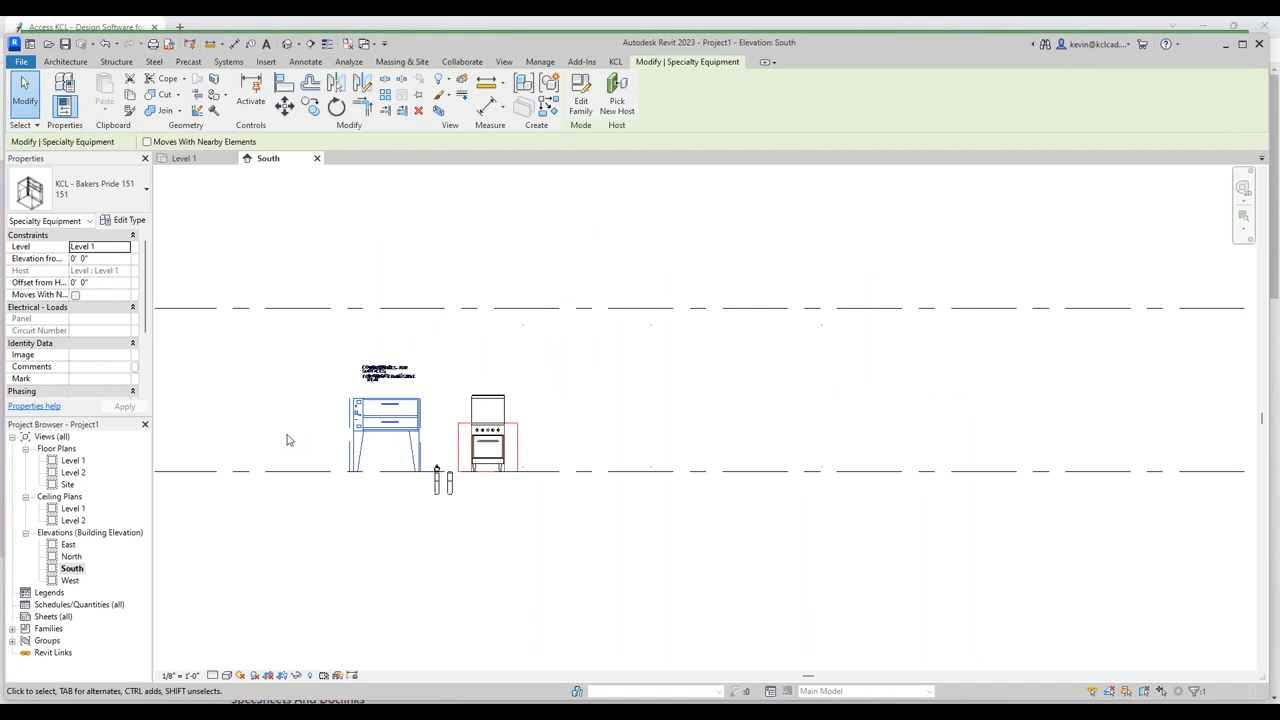 Access KCL - Design Software fo
Autodesk Revit 2023 - Project1 - Elevation: South
kevin@kclcad....
File Architecture Structure Steel Precast Systems Insert Annotate Analyze Massing & Site Collaborate View Manage Add-Ins KCL Modify | Specialty Equipment
Modify Paste Cope Cut Join Activate Edit Family Pick New Host
Select Properties Clipboard Geometry Controls Modify View Measure Create Mode Host
Modify | Specialty Equipment Moves With Nearby Elements
Properties Level 1 South
KCL - Bakers Pride 151
151
Specialty Equipment Edit Type
Constraints
Level Level 1
Elevation fro... 0' 0"
Host Level : Level 1
Offset from H... 0' 0"
Moves With N...
Electrical - Loads
Panel
Circuit Number
Identity Data
Image
Comments
Mark
Phasing
Properties help Apply
Project Browser - Project1
Views (all)
Floor Plans
Level 1
Level 2
Site
Ceiling Plans
Level 1
Level 2
Elevations (Building Elevation)
East
North
South
West
Legends
Schedules/Quantities (all)
Sheets (all)
Families
Groups
Revit Links
1/8" = 1'-0"
Click to select, TAB for alternates, CTRL adds, SHIFT unselects.
:0
Main Model
:1
SpecSheets And Doclinks